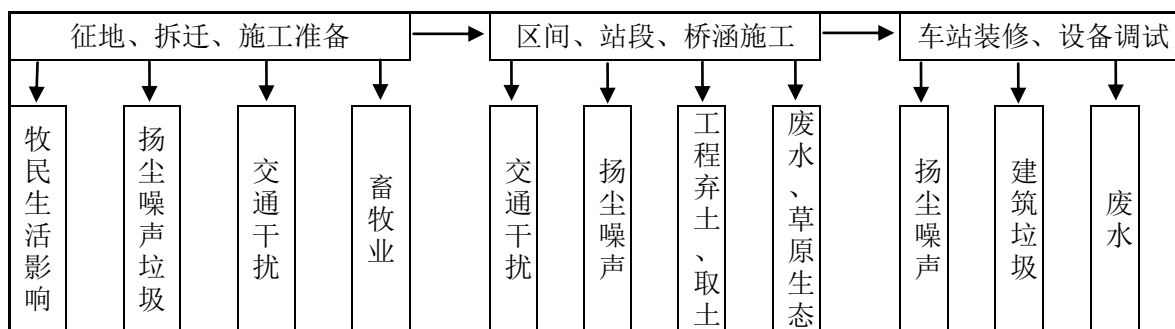 征地、拆迁、施工准备
区间、站段、桥涵施工
车站装修、设备调试
牧民生活影响
扬尘噪声垃圾
交通干扰
畜牧业
交通干扰
扬尘噪声
工程弃土、取土
废水、草原生态
扬尘噪声
建筑垃圾
废水